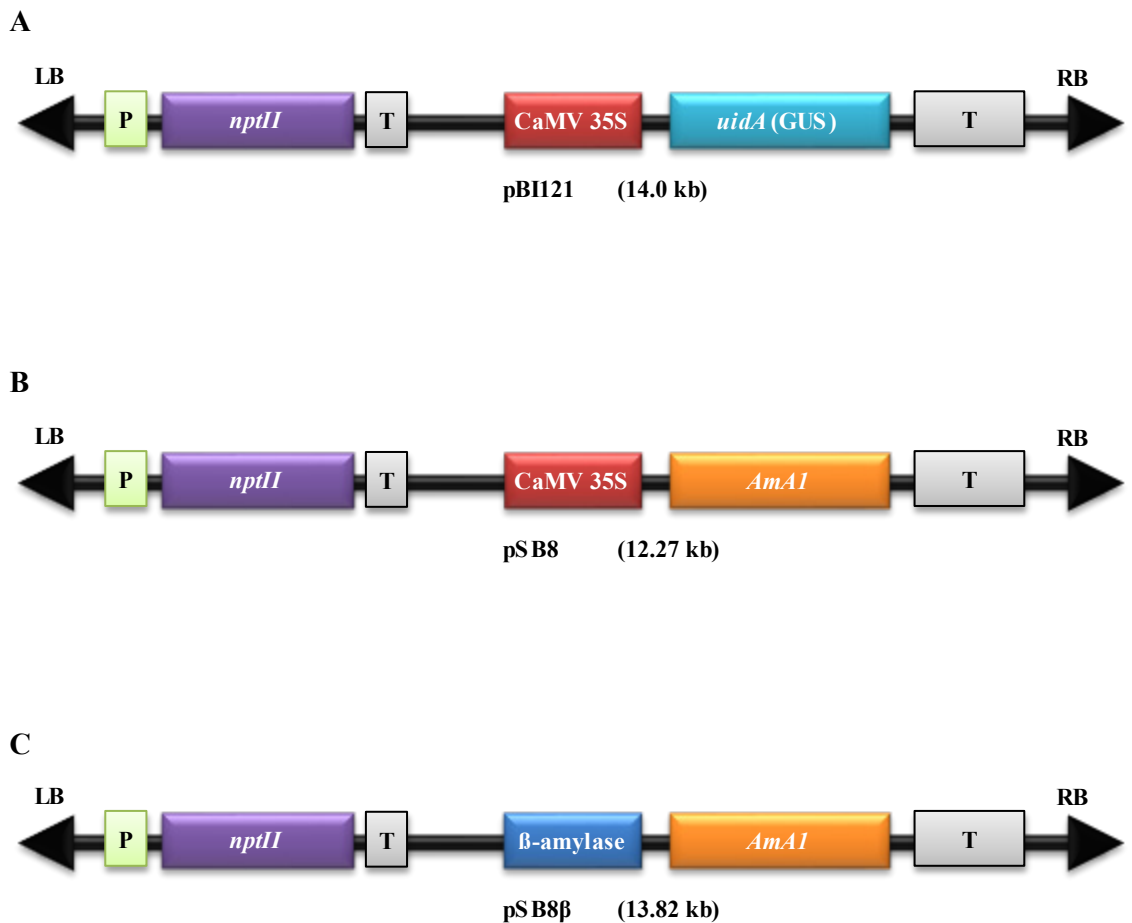 A
LB RB
P nptII T CaMV 35S uidA (GUS) T
pBI121 (14.0 kb)
B
LB RB
P nptII T CaMV 35S AmA1 T
pSB8 (12.27 kb)
C
LB RB
P nptII T ß-amylase AmA1 T
pSB8β (13.82 kb)